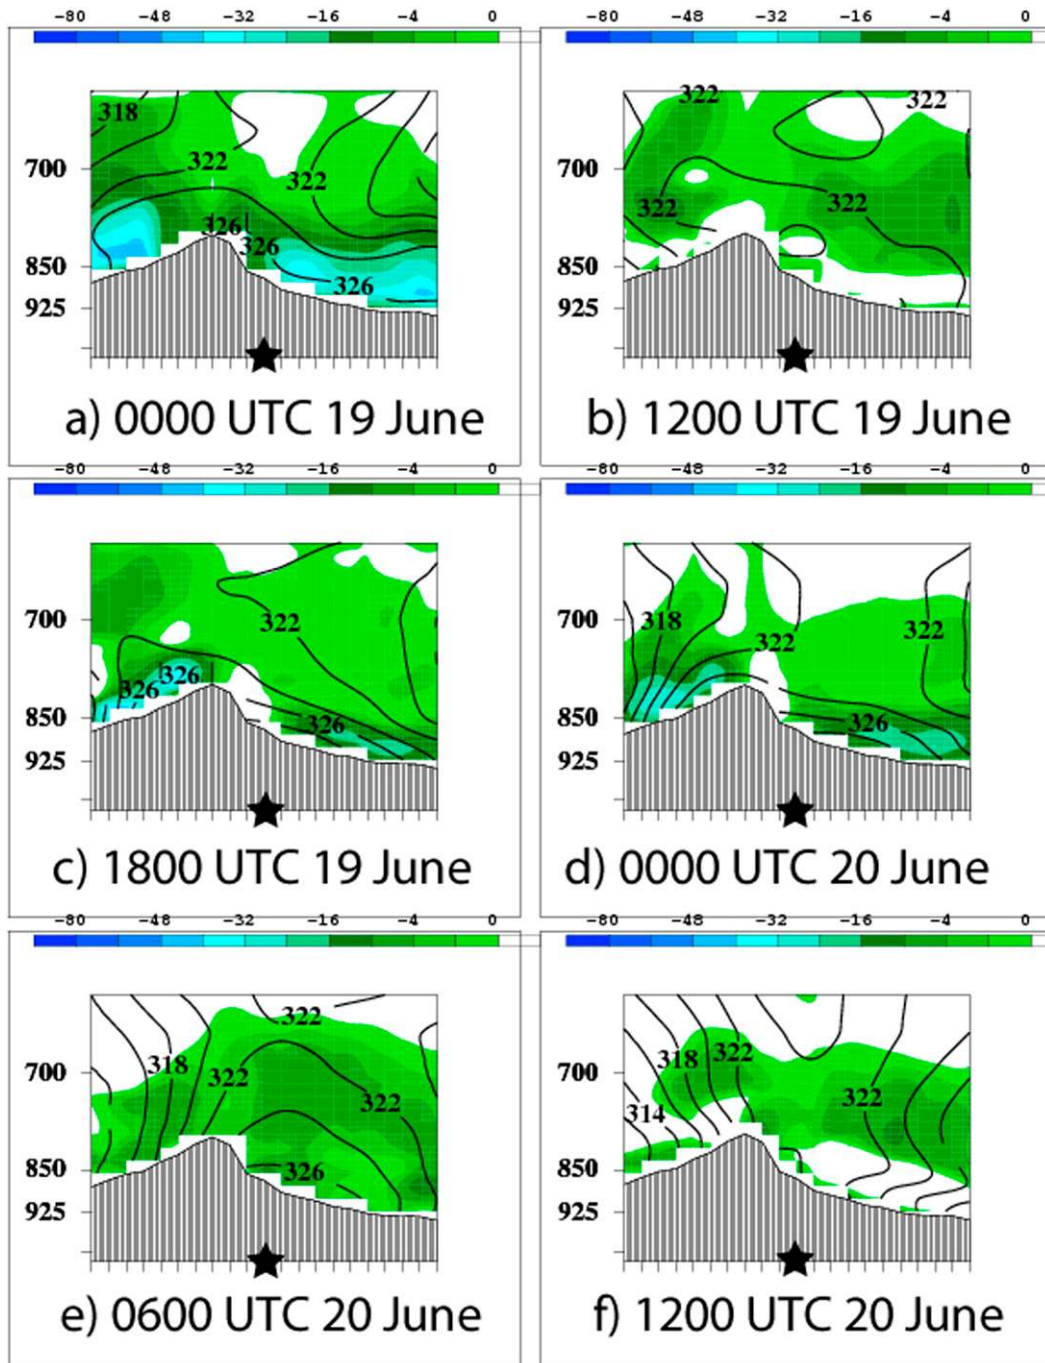 -80 -48 -32 -16 -4 0
-80 -48 -32 -16 -4 0
318 322 322
322 322
700
700
322 322
326 326 326
850
850
925
925
a) 0000 UTC 19 June
b) 1200 UTC 19 June
-80 -48 -32 -16 -4 0
-80 -48 -32 -16 -4 0
700 322
700 318 322 322
326 326 326
326
850
850
925
925
c) 1800 UTC 19 June
d) 0000 UTC 20 June
-80 -48 -32 -16 -4 0
-80 -48 -32 -16 -4 0
322
700 318 322 322
700 318 322 322
314
850 326
850
925
925
e) 0600 UTC 20 June
f) 1200 UTC 20 June